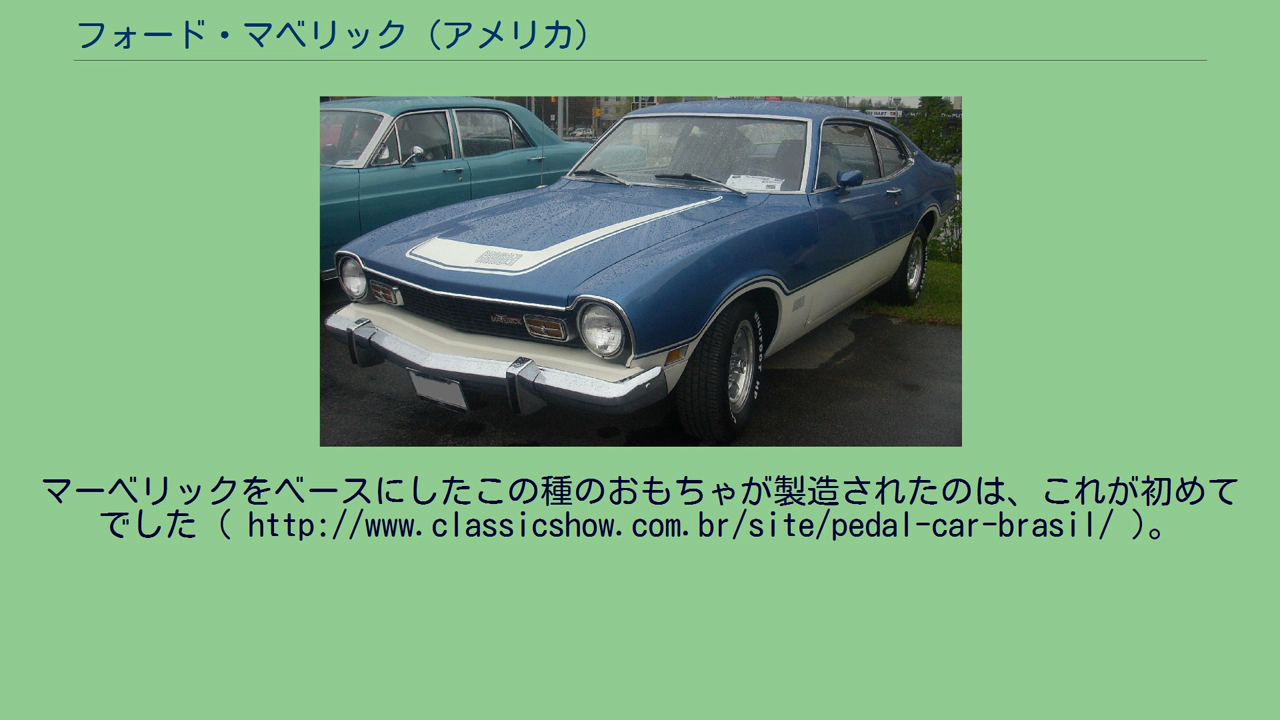 フォード・マベリック（アメリカ）
マーベリックをベースにしたこの種のおもちゃが製造されたのは、これが初めて
でした（ http://www.classicshow.com.br/site/pedal-car-brasil/ ）。